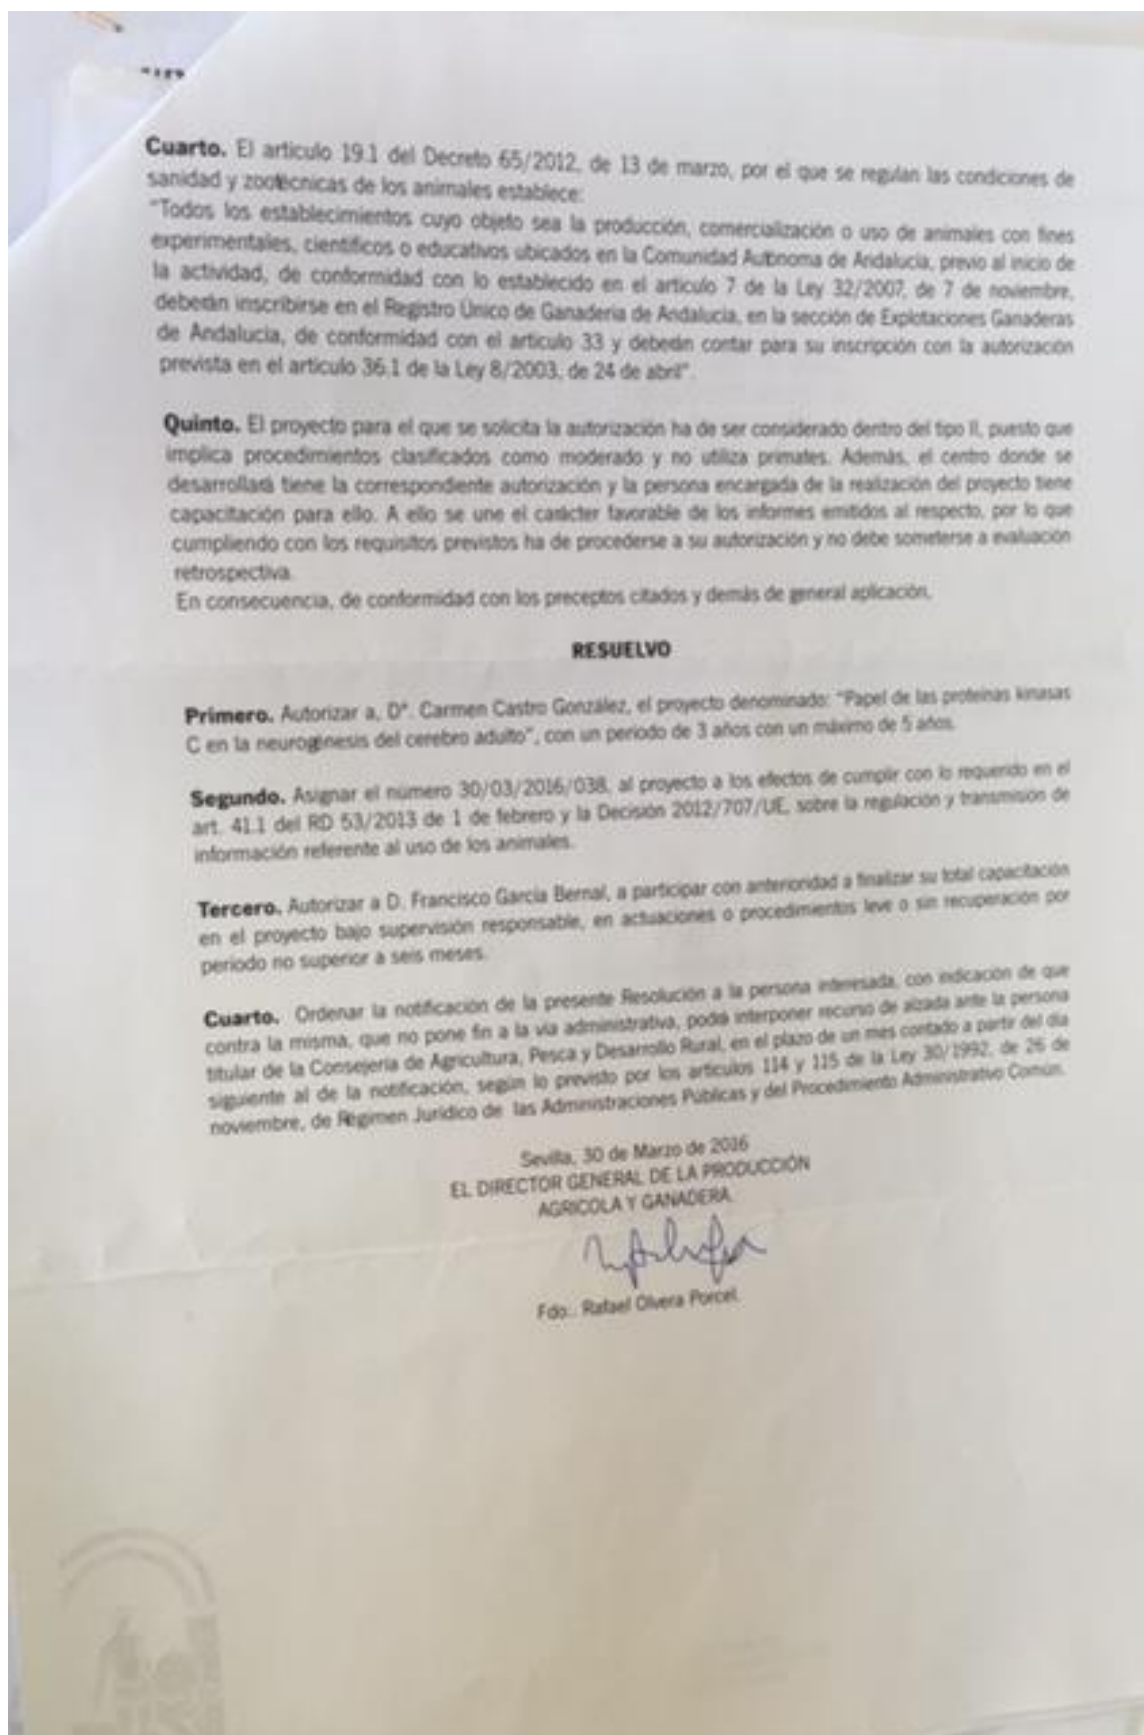 Cuarto. El articulo 19.1 del Decreto 65/2012, de 13 de marzo, por el que se regulan las condiciones de
sanidad y zootécnicas de los animales establece:
"Todos los establecimientos cuyo objeto sea la producción, comercialización o uso de animales con fines
experimentales, científicos o educativos ubicados en la Comunidad Autónoma de Andalucía, previo al inicio de
la actividad, de conformidad con lo establecido en el articulo 7 de la Ley 32/2007, de 7 de noviembre,
deberán inscribirse en el Registro Único de Ganadería de Andalucía, en la sección de Explotaciones Ganaderas
de Andalucía, de conformidad con el articulo 33 y deberán contar para su inscripción con la autorización
prevista en el articulo 36.1 de la Ley 8/2003, de 24 de abril".
Quinto. El proyecto para el que se solicita la autorización ha de ser considerado dentro del tipo II, puesto que
implica procedimientos clasificados como moderado y no utiliza primates. Además, el centro donde se
desarrollará tiene la correspondiente autorización y la persona encargada de la realización del proyecto tiene
capacitación para ello. A ello se une el carácter favorable de los informes emitidos al respecto, por lo que
cumpliendo con los requisitos previstos ha de procederse a su autorización y no debe someterse a evaluación
retrospectiva.
En consecuencia, de conformidad con los preceptos citados y demás de general aplicación,
RESUELVO
Primero. Autorizar a, Dª. Carmen Castro González, el proyecto denominado: "Papel de las proteínas kinasas
C en la neurogénesis del cerebro adulto", con un periodo de 3 años con un máximo de 5 años.
Segundo. Asignar el número 30/03/2016/038, al proyecto a los efectos de cumplir con lo requerido en el
art. 41.1 del RD 53/2013 de 1 de febrero y la Decisión 2012/707/UE, sobre la regulación y transmisión de
información referente al uso de los animales.
Tercero. Autorizar a D. Francisco García Bernal, a participar con anterioridad a finalizar su total capacitación
en el proyecto bajo supervisión responsable, en actuaciones o procedimientos leve o sin recuperación por
periodo no superior a seis meses.
Cuarto. Ordenar la notificación de la presente Resolución a la persona interesada, con indicación de que
contra la misma, que no pone fin a la vía administrativa, podrá interponer recurso de alzada ante la persona
titular de la Consejería de Agricultura, Pesca y Desarrollo Rural, en el plazo de un mes contado a partir del día
siguiente al de la notificación, según lo previsto por los artículos 114 y 115 de la Ley 30/1992, de 26 de
noviembre, de Régimen Jurídico de las Administraciones Públicas y del Procedimiento Administrativo Común.
Sevilla, 30 de Marzo de 2016
EL DIRECTOR GENERAL DE LA PRODUCCIÓN
AGRICOLA Y GANADERA
Fdo.: Rafael Olvera Porcel.